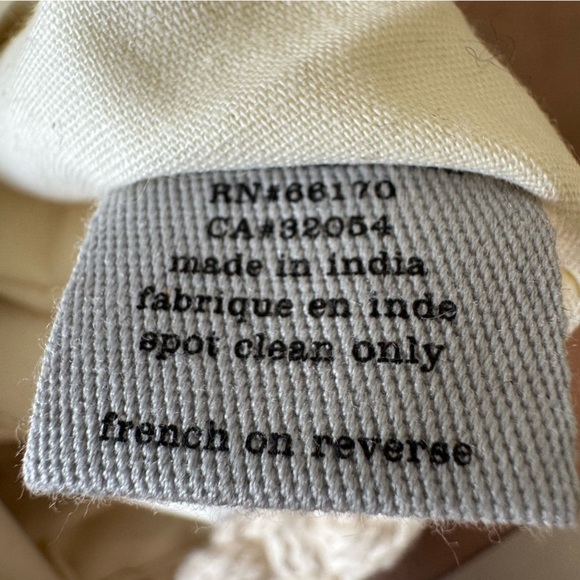 RN#66170
CA#32054
made in india
fabrique en inde
spot clean only
french on reverse